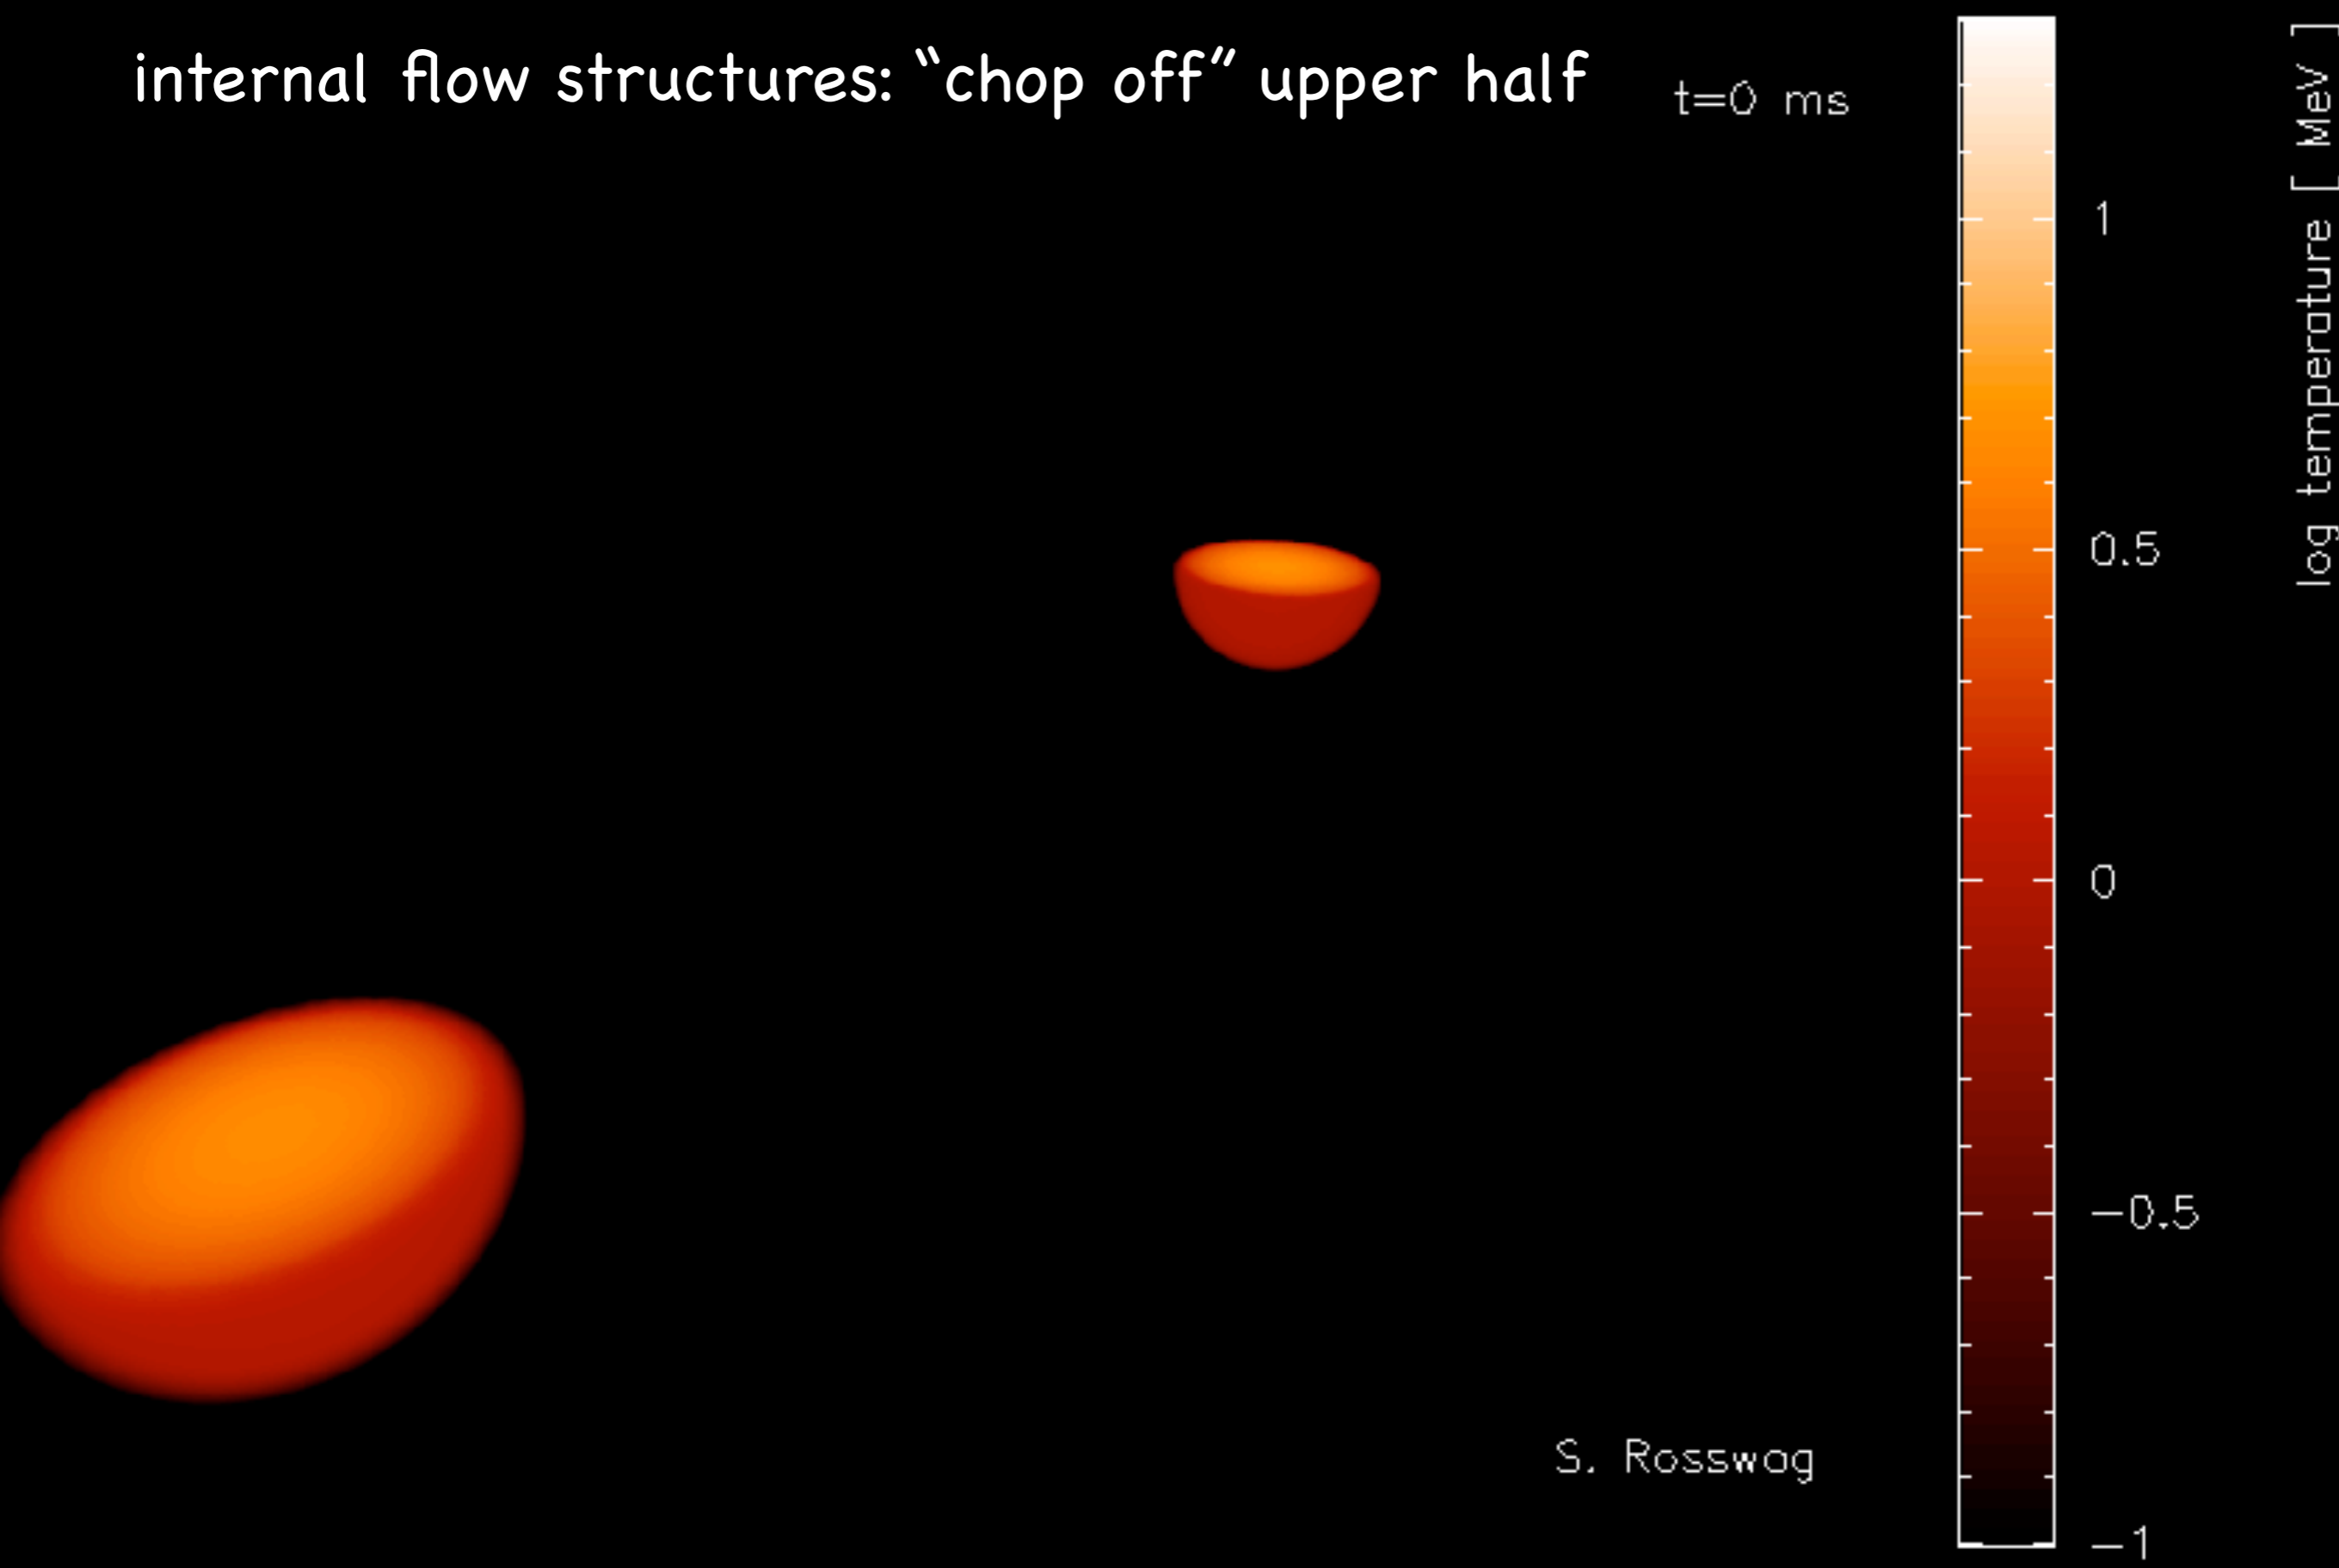 internal flow structures: “chop off” upper half
t=0 ms
log temperature [ MeV ]
1
0.5
0
−0.5
−1
S. Rosswog